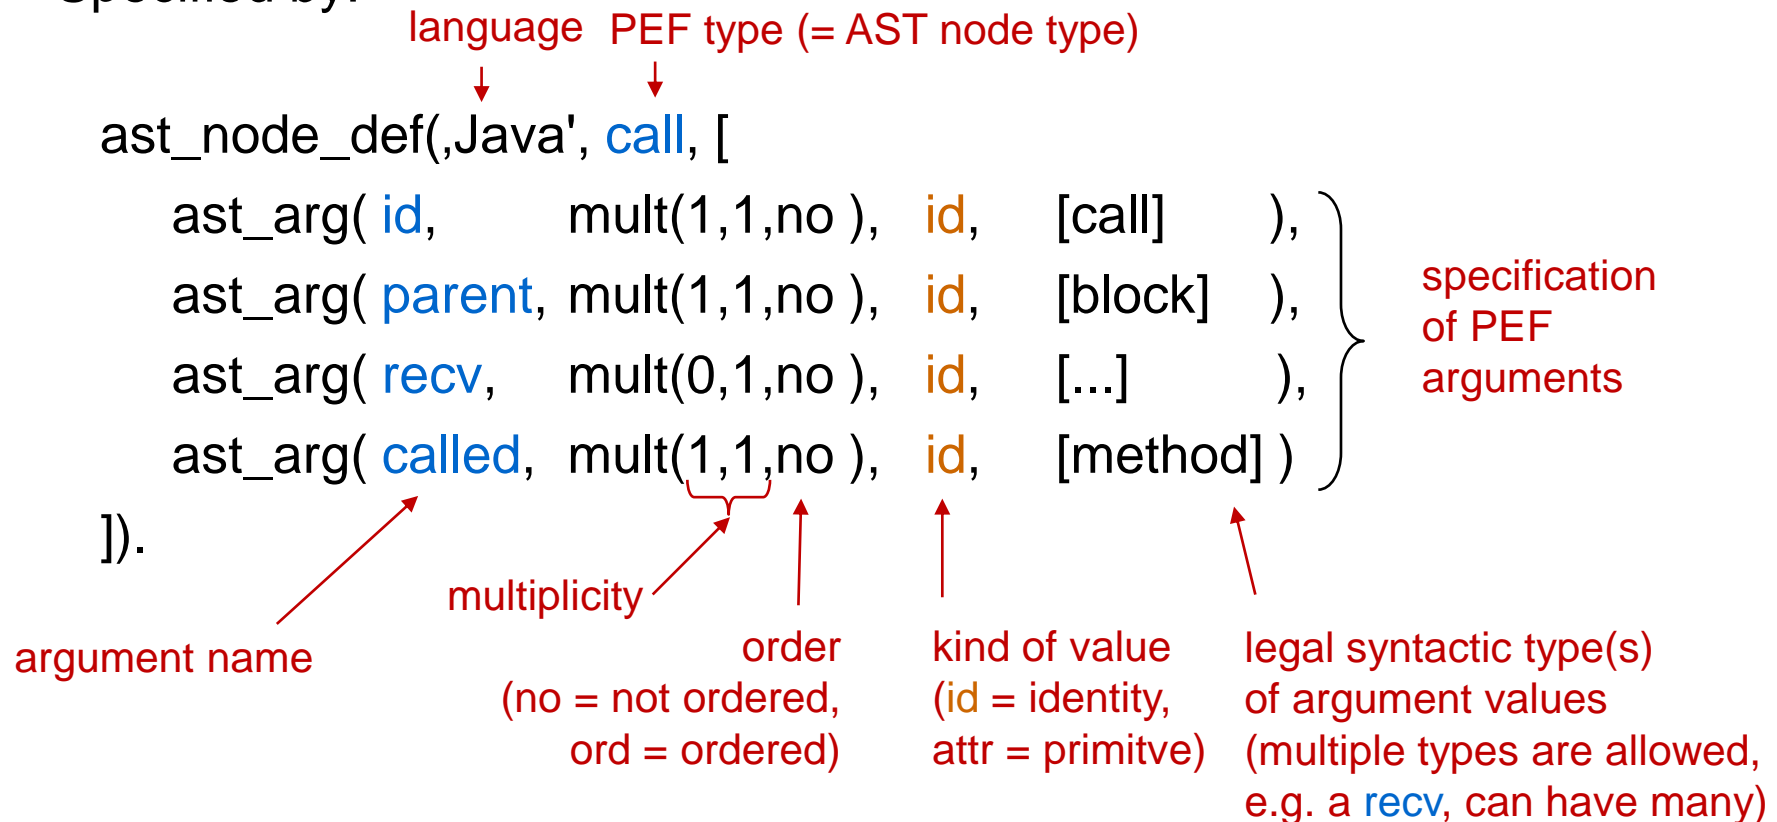 Specified by:
language PEF type (= AST node type)
ast_node_def(‚Java', call, [
ast_arg( id, mult(1,1,no ), id, [call] ),
ast_arg( parent, mult(1,1,no ), id, [block] ),
ast_arg( recv, mult(0,1,no ), id, [...] ),
ast_arg( called, mult(1,1,no ), id, [method] )
]).
specification
of PEF
arguments
multiplicity
argument name
order
(no = not ordered,
ord = ordered)
kind of value
(id = identity,
attr = primitve)
legal syntactic type(s)
of argument values
(multiple types are allowed,
e.g. a recv, can have many)